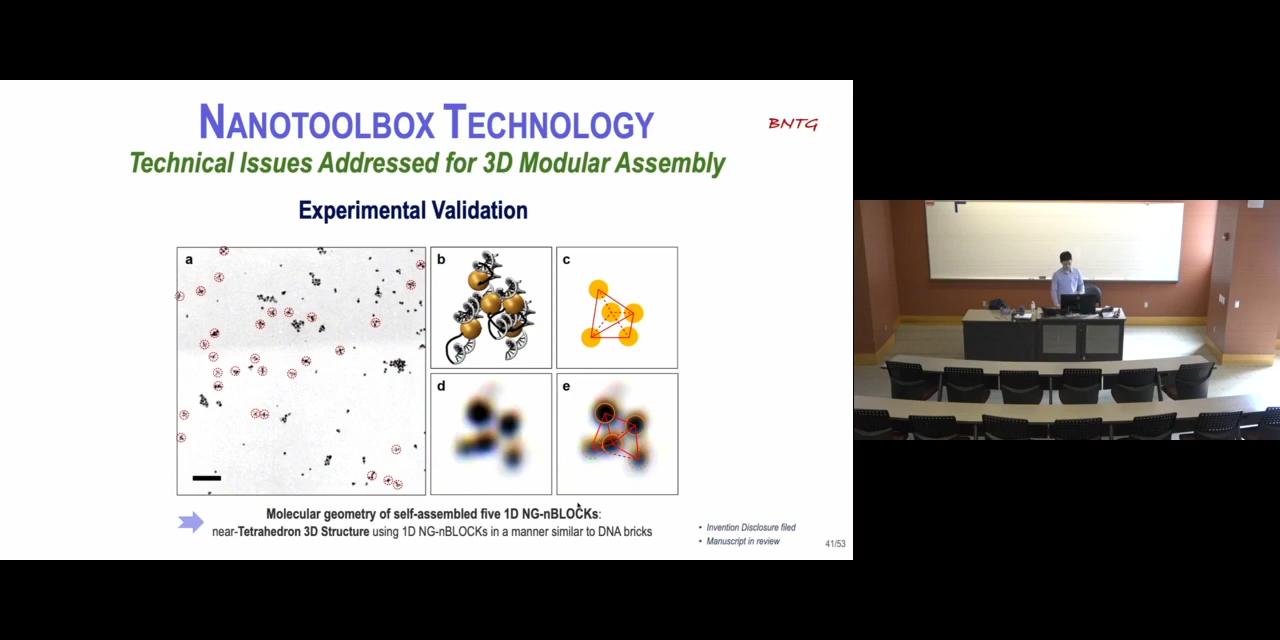 NANOTOOLBOX TECHNOLOGY
BNTG
Technical Issues Addressed for 3D Modular Assembly
Experimental Validation
a
b
c
d
e
Molecular geometry of self-assembled five 1D NG-nBLOCKs:
near-Tetrahedron 3D Structure using 1D NG-nBLOCKs in a manner similar to DNA bricks
• Invention Disclosure filed
• Manuscript in review
41/53